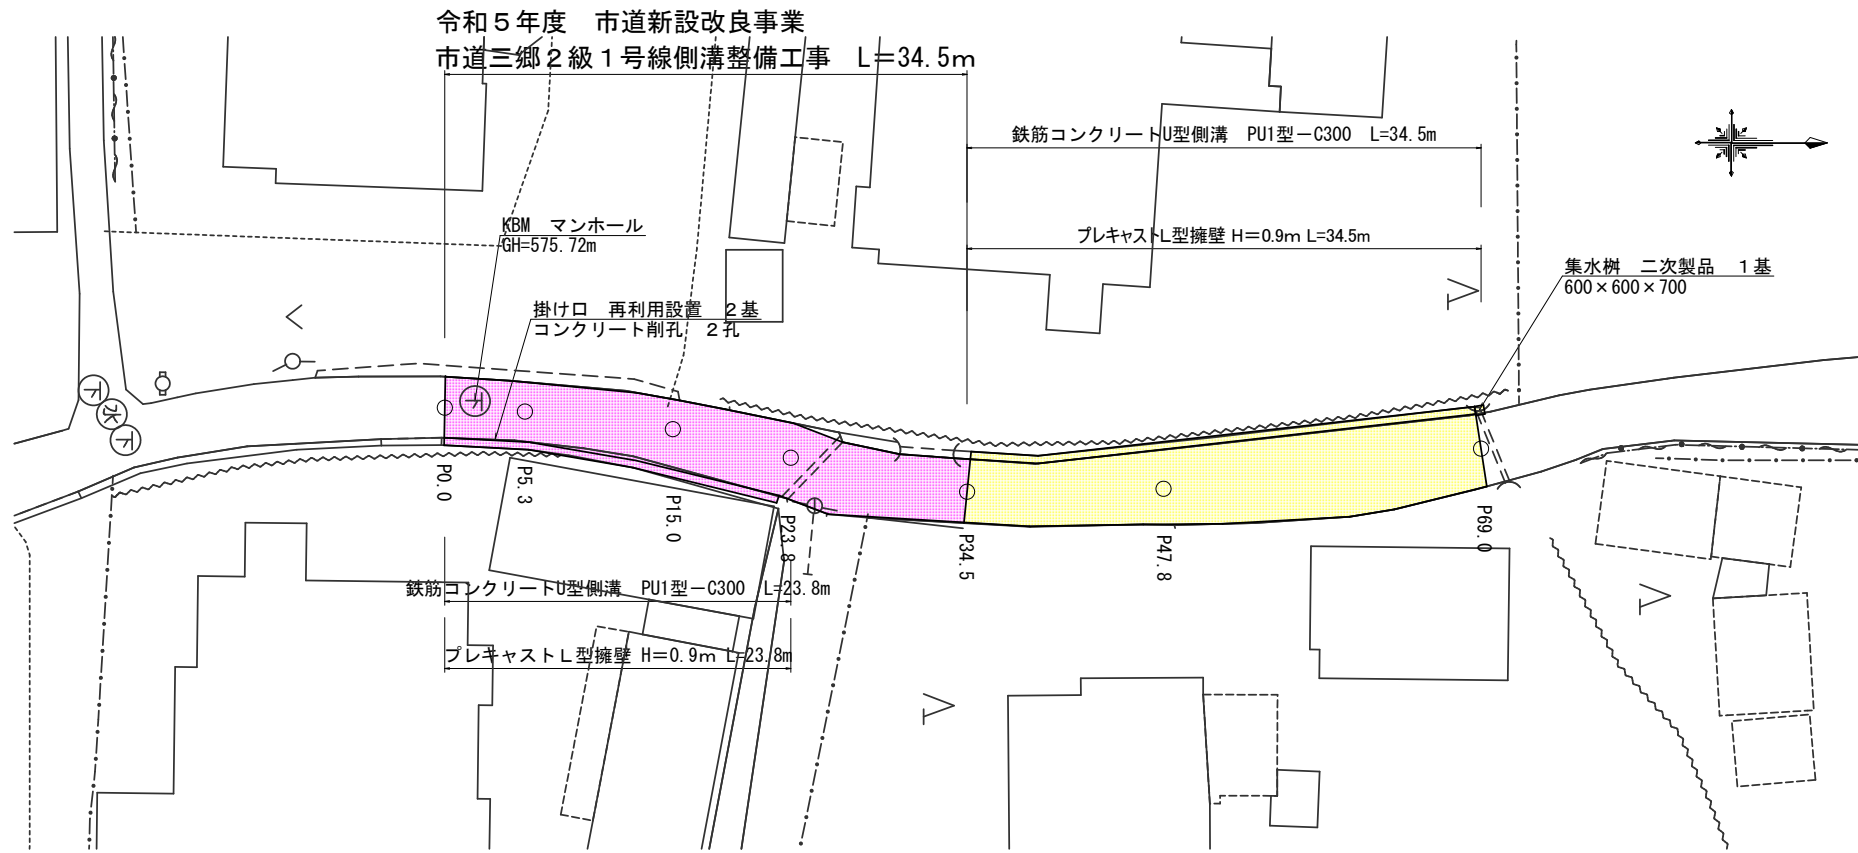 令和５年度　市道新設改良事業
市道三郷２級１号線側溝整備工事　L＝34.5m
鉄筋コンクリートU型側溝　PU1型－C300　L=34.5m
KBM　マンホール
GH=575.72m
プレキャストL型擁壁 H＝0.9m L=34.5m
集水桝　二次製品　１基
600×600×700
掛け口　再利用設置　２基
コンクリート削孔　２孔
下
水
下
下
P0.0
P5.3
P15.0
P23.8
P34.5
P47.8
P69.0
鉄筋コンクリートU型側溝　PU1型－C300　L=23.8m
プレキャストＬ型擁壁 H＝0.9m L=23.8m